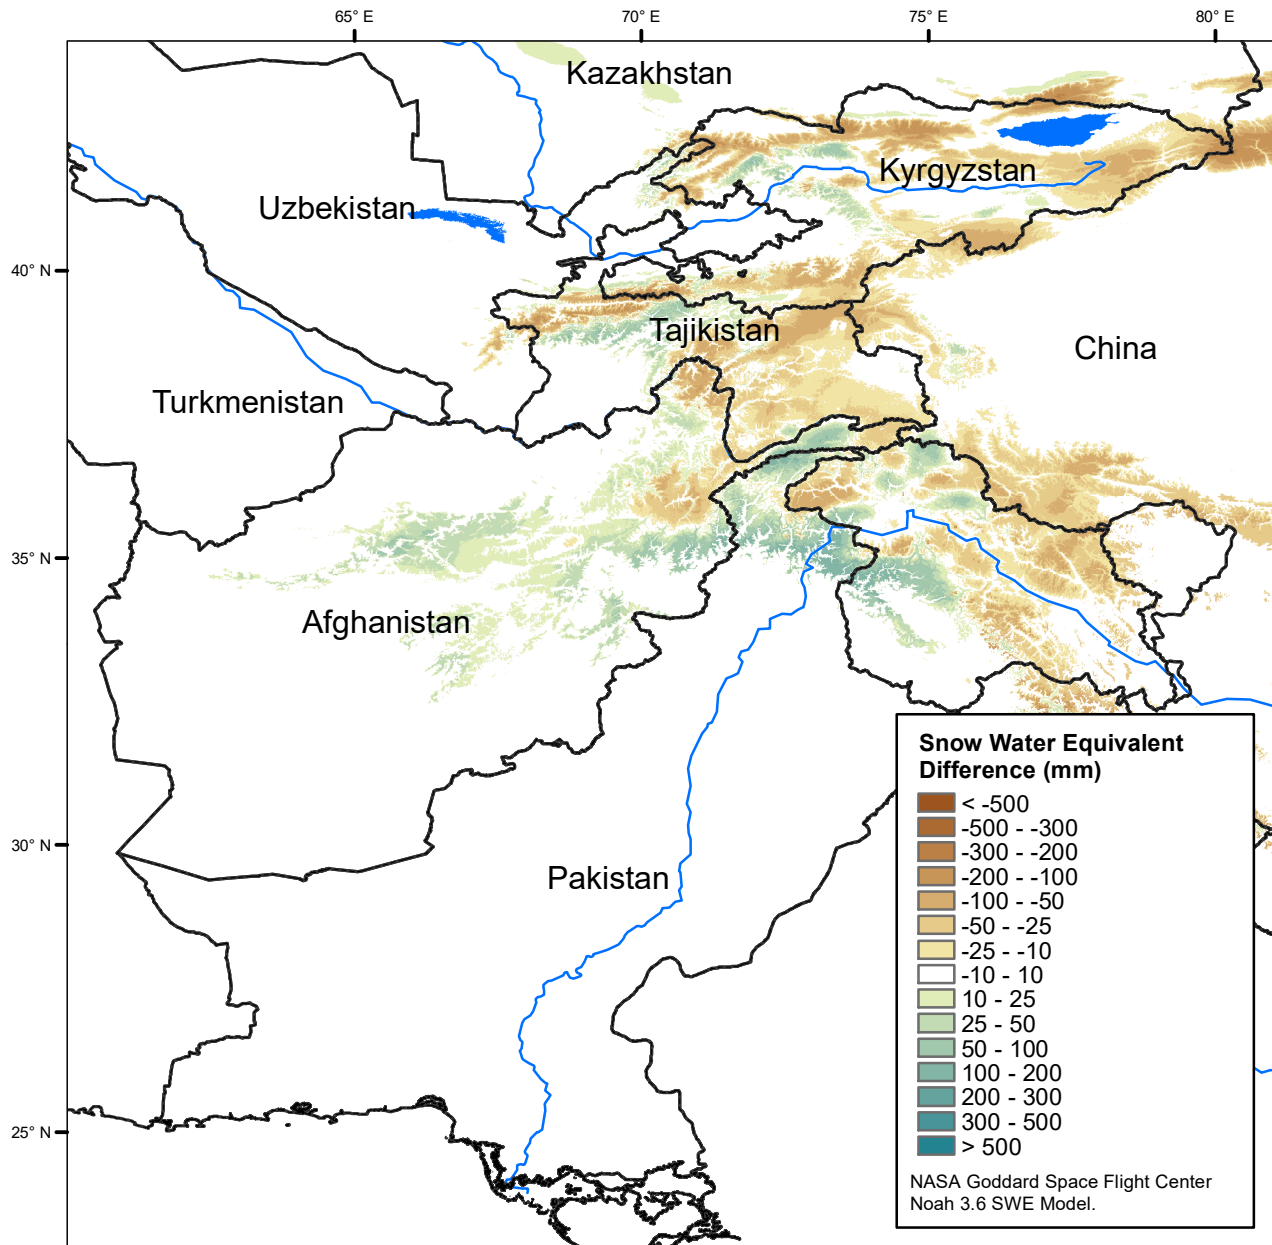 65° E
70° E
75° E
80° E
Kazakhstan
Kyrgyzstan
Uzbekistan
40° N
Tajikistan
China
Turkmenistan
35° N
Afghanistan
Snow Water Equivalent
Difference (mm)
< -500
-500 - -300
-300 - -200
-200 - -100
-100 - -50
-50 - -25
-25 - -10
-10 - 10
10 - 25
25 - 50
50 - 100
100 - 200
200 - 300
300 - 500
> 500
NASA Goddard Space Flight Center
Noah 3.6 SWE Model.
30° N
Pakistan
25° N